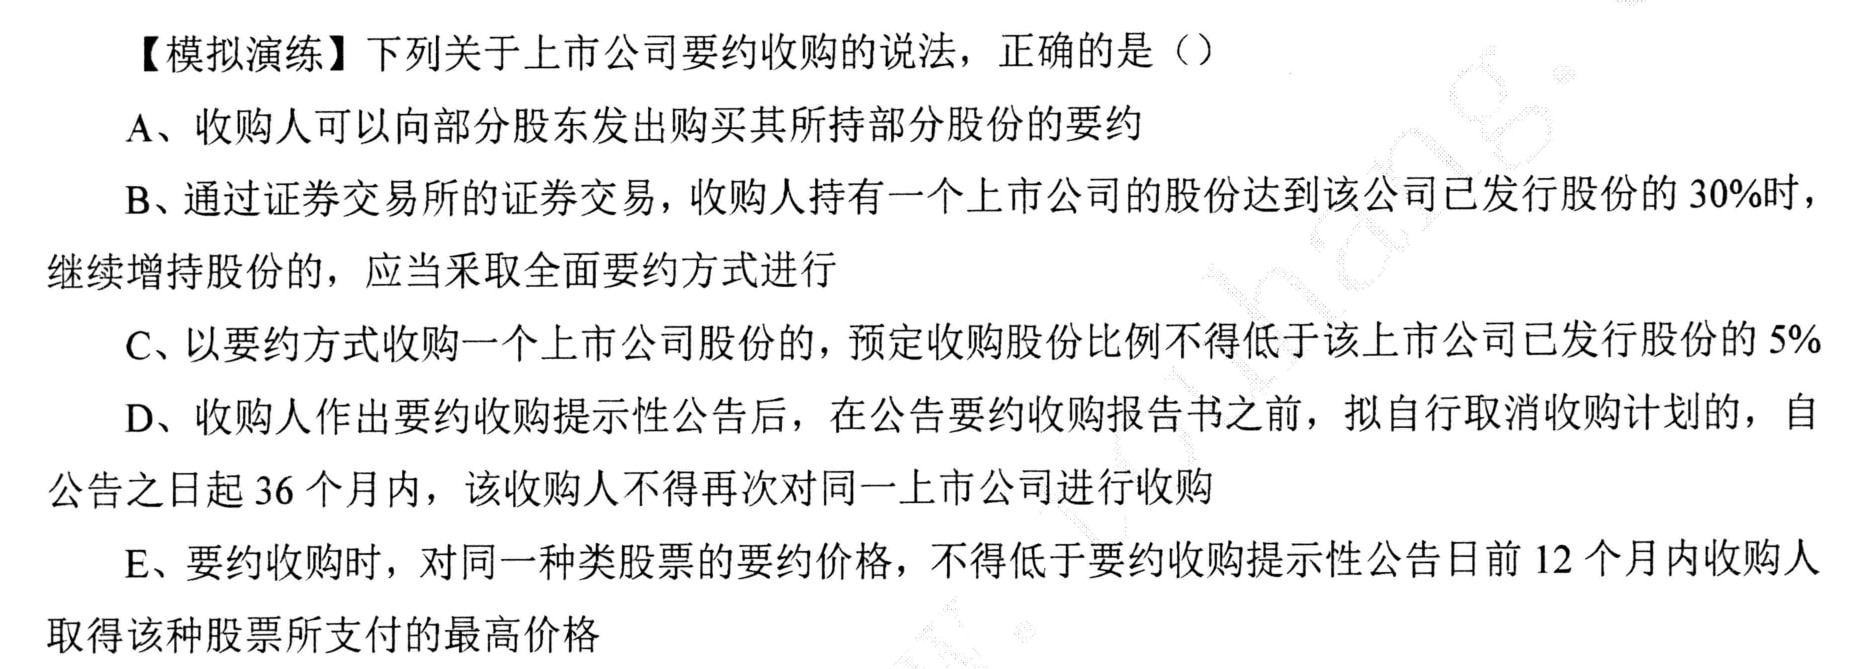 【模拟演练】下列关于上市公司要约收购的说法，正确的是（）
A、收购人可以向部分股东发出购买其所持部分股份的要约
B、通过证券交易所的证券交易，收购人持有一个上市公司的股份达到该公司已发行股份的 30%时，
继续增持股份的，应当采取全面要约方式进行
C、以要约方式收购一个上市公司股份的，预定收购股份比例不得低于该上市公司已发行股份的 5%
D、收购人作出要约收购提示性公告后，在公告要约收购报告书之前，拟自行取消收购计划的，自
公告之日起 36 个月内，该收购人不得再次对同一上市公司进行收购
E、要约收购时，对同一种类股票的要约价格，不得低于要约收购提示性公告日前 12 个月内收购人
取得该种股票所支付的最高价格